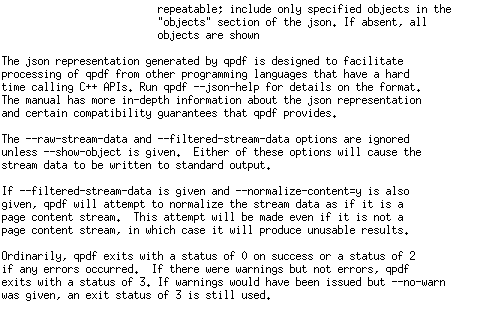 repeatable; include only specified objects in the
"objects" section of the json. If absent, all
objects are shown
The json representation generated by qpdf is designed to facilitate
processing of qpdf from other programming languages that have a hard
time calling C++ APIs. Run qpdf --json-help for details on the format.
The manual has more in-depth information about the json representation
and certain compatibility guarantees that qpdf provides.
The --raw-stream-data and --filtered-stream-data options are ignored
unless --show-object is given.  Either of these options will cause the
stream data to be written to standard output.
If --filtered-stream-data is given and --normalize-content=y is also
given, qpdf will attempt to normalize the stream data as if it is a
page content stream.  This attempt will be made even if it is not a
page content stream, in which case it will produce unusable results.
Ordinarily, qpdf exits with a status of 0 on success or a status of 2
if any errors occurred.  If there were warnings but not errors, qpdf
exits with a status of 3. If warnings would have been issued but --no-warn
was given, an exit status of 3 is still used.